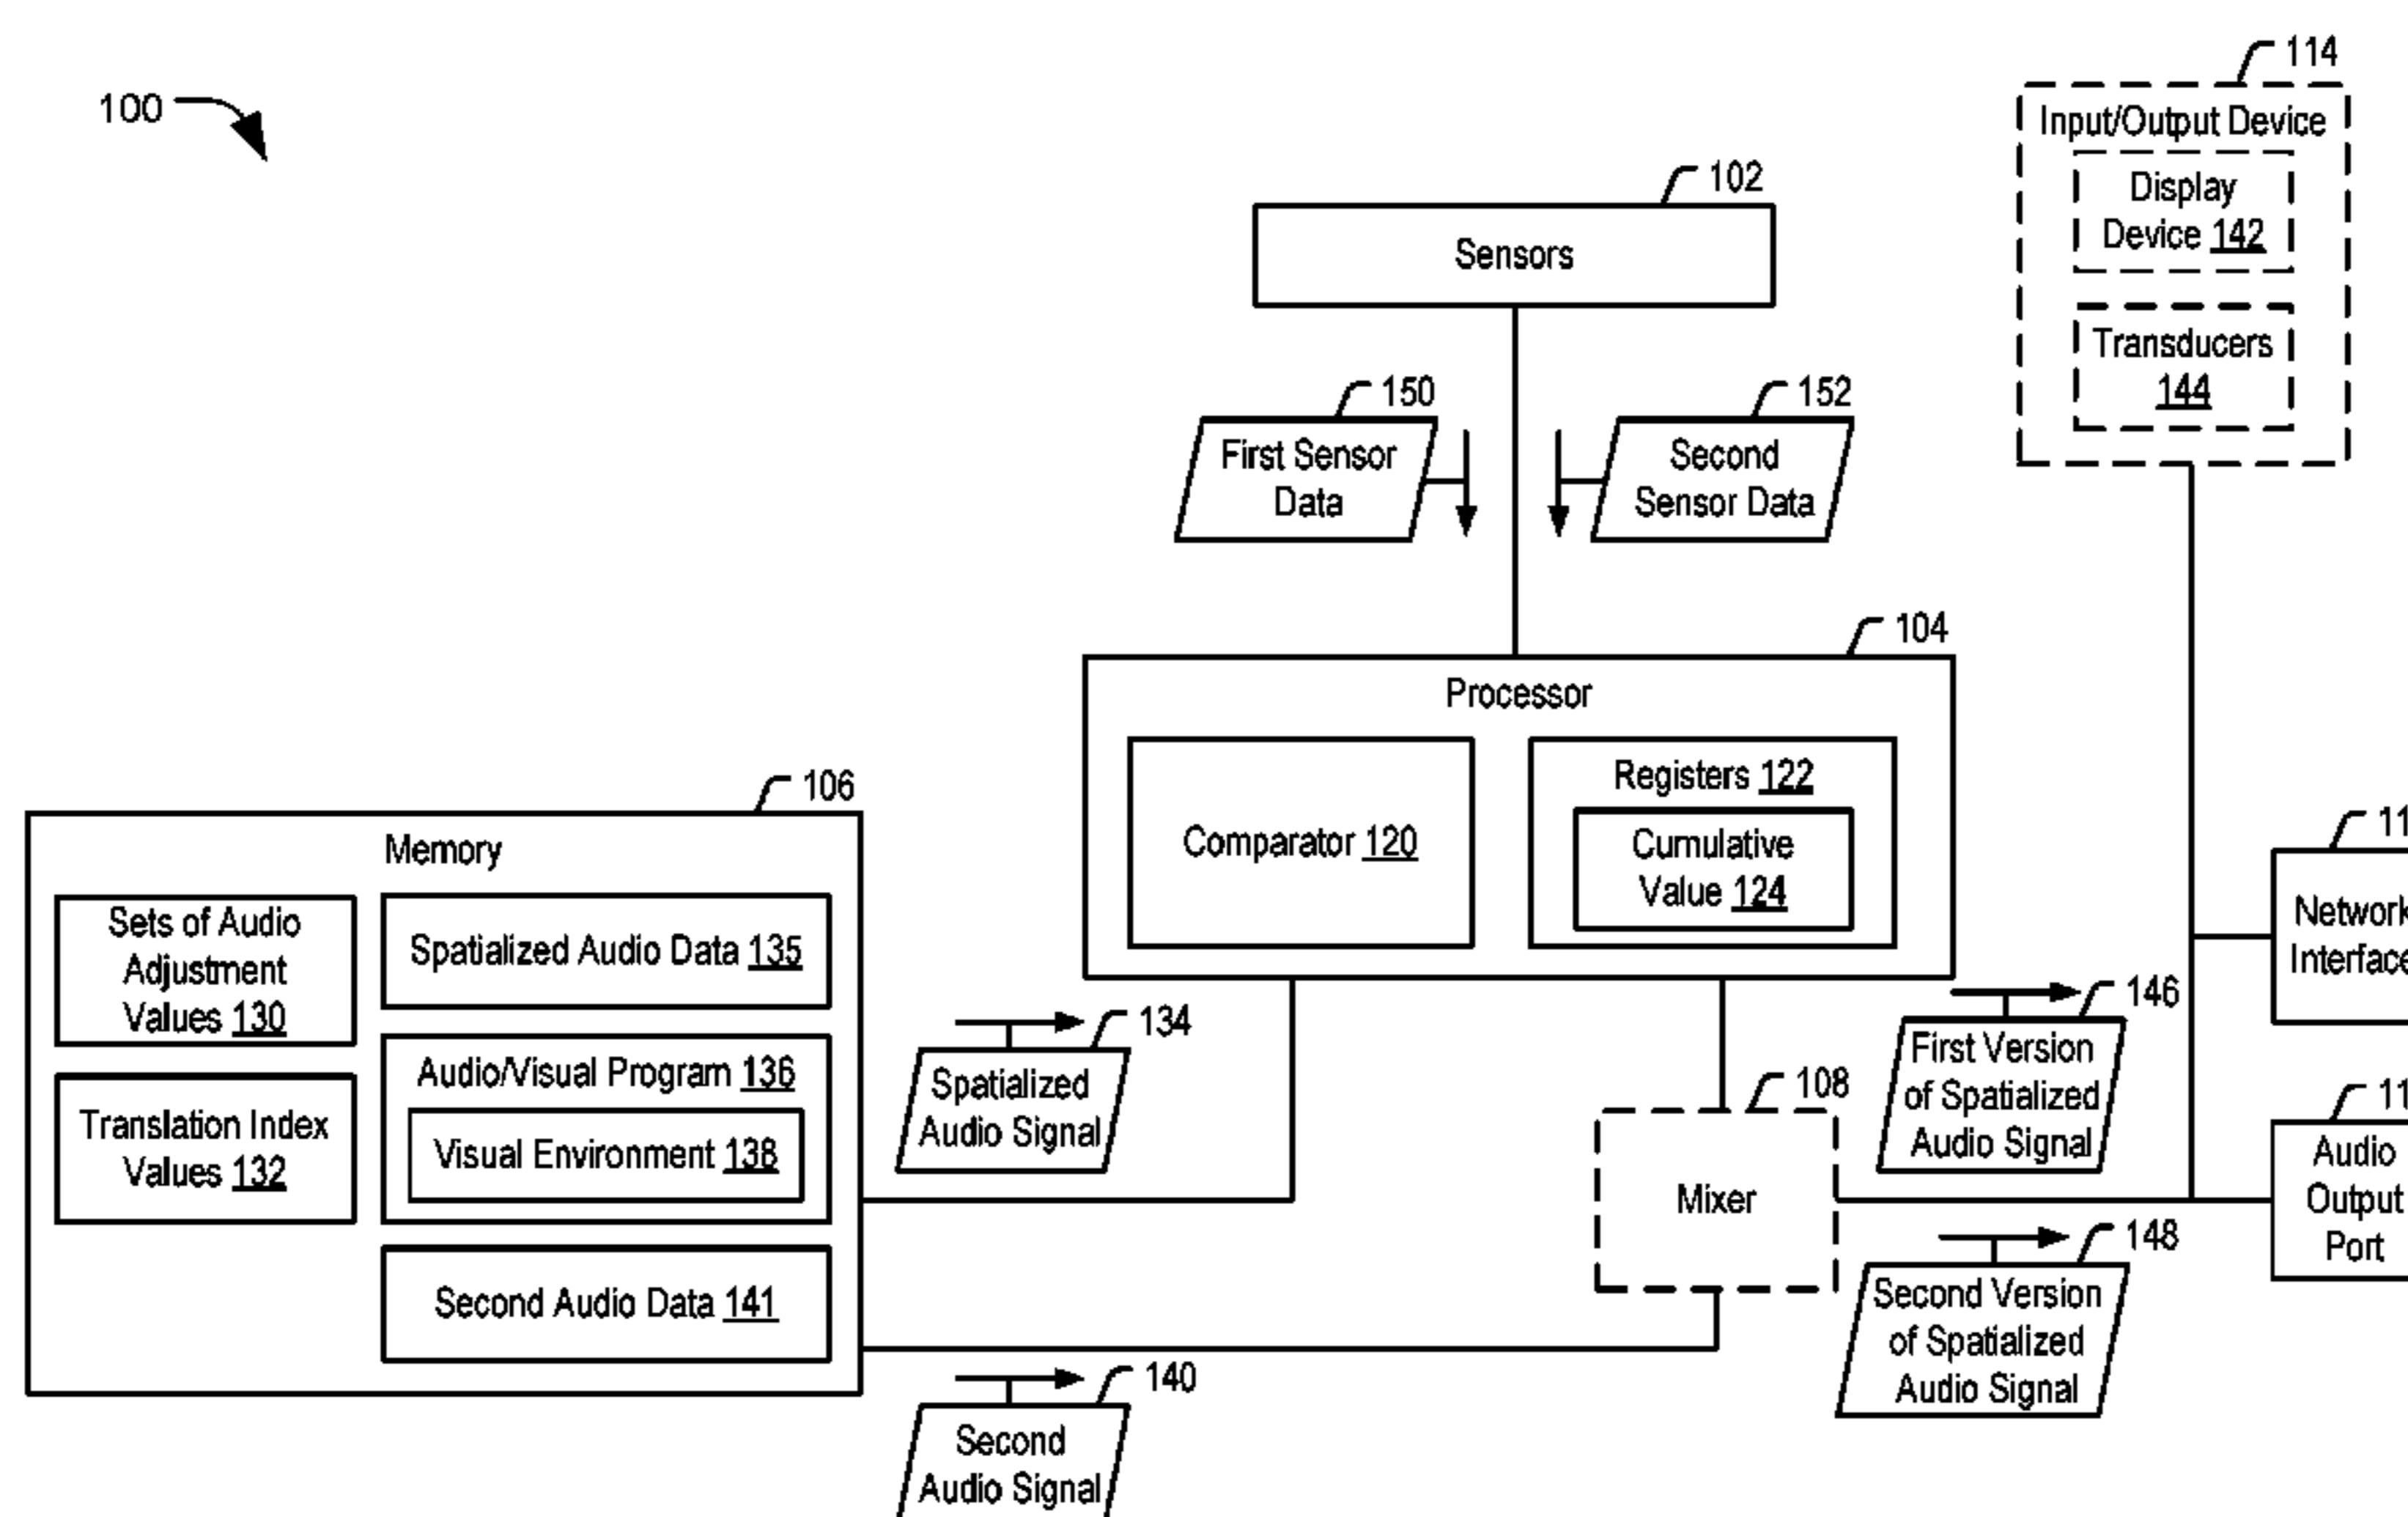 100
114
Input/Output Device
Display
Device 142
Transducers
144
102
Sensors
150
First Sensor
Data
152
Second
Sensor Data
104
Processor
Comparator 120
Registers 122
Cumulative
Value 124
106
Memory
Sets of Audio
Adjustment
Values 130
Translation Index
Values 132
Spatialized Audio Data 135
Audio/Visual Program 136
Visual Environment 138
Second Audio Data 141
134
Spatialized
Audio Signal
140
Second
Audio Signal
108
Mixer
146
First Version
of Spatialized
Audio Signal
148
Second Version
of Spatialized
Audio Signal
Network
Interface
Audio
Output
Port